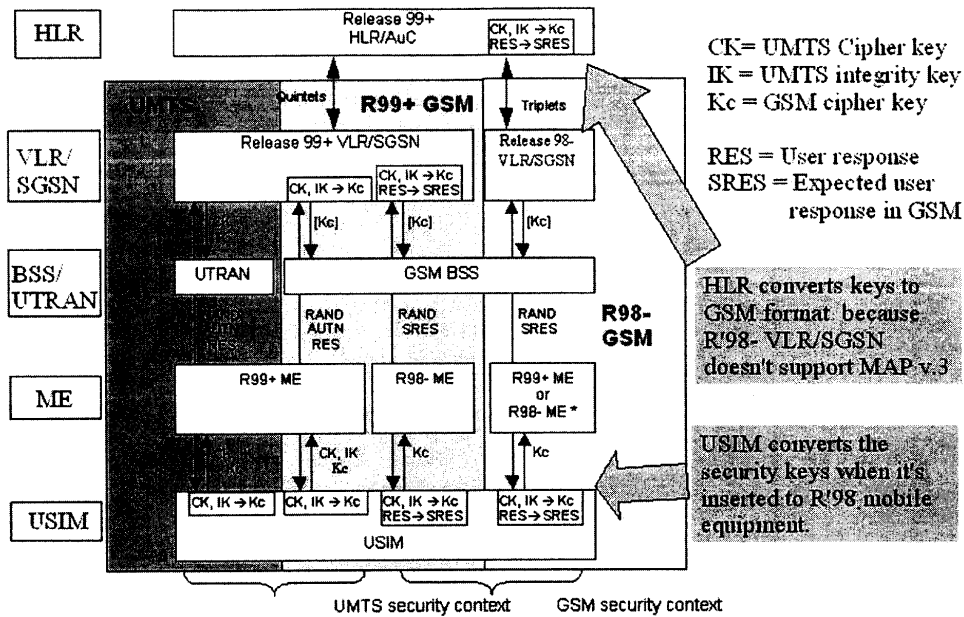 HLR
Release 99+
HLR/AuC
CK, IK → Kc
RES → SRES
CK= UMTS Cipher key
IK = UMTS integrity key
Kc = GSM cipher key
RES = User response
SRES = Expected user
response in GSM
UMTS
Quintets
R99+ GSM
Triplets
VLR/
SGSN
Release 99+ VLR/SGSN
CK, IK → Kc
CK, IK → Kc
RES → SRES
Release 98-
VLR/SGSN
[Kc]
[Kc]
[Kc]
BSS/
UTRAN
UTRAN
GSM BSS
RAND
AUTN
RES
RAND
SRES
RAND
SRES
R98-
GSM
HLR converts keys to
GSM format, because
R'98- VLR/SGSN
doesn't support MAP v.3
ME
R99+ ME
R98- ME
R99+ ME
or
R98- ME *
CK, IK
Kc
Kc
Kc
USIM converts the
security keys when it's
inserted to R'98 mobile
equipment.
USIM
CK, IK → Kc
CK, IK → Kc
CK, IK → Kc
RES → SRES
CK, IK → Kc
RES → SRES
USIM
UMTS security context
GSM security context